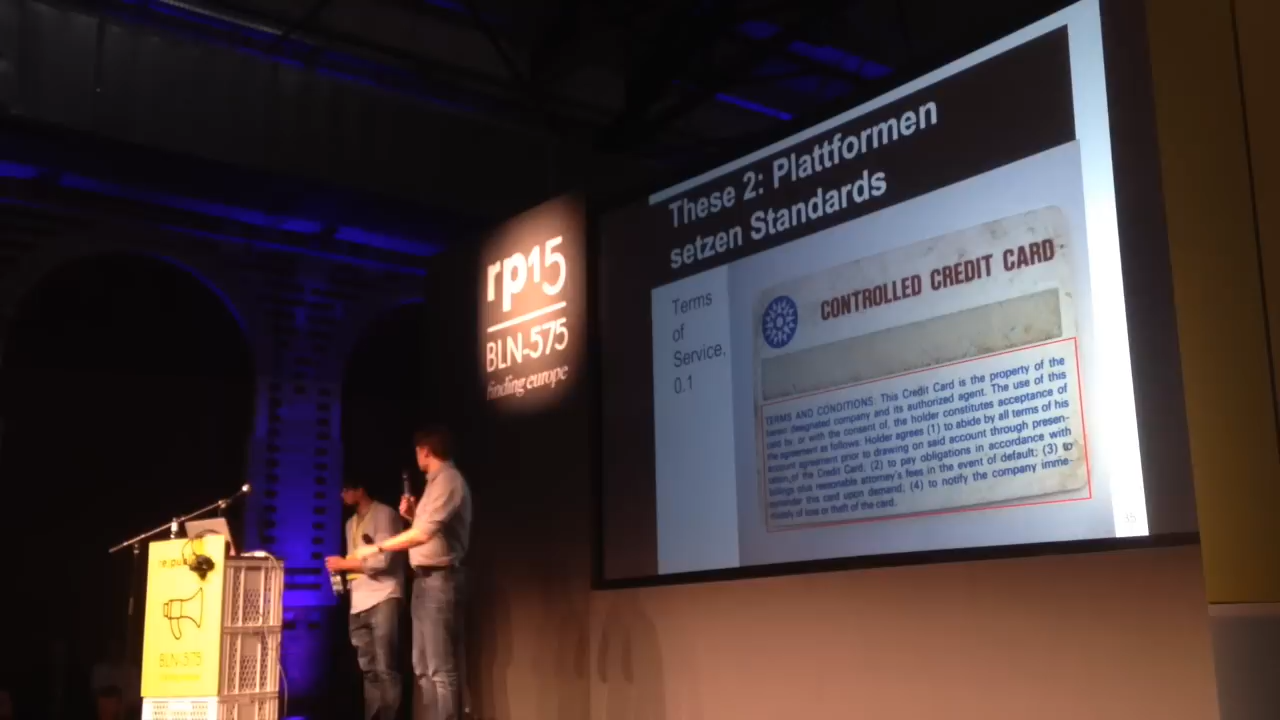 These 2: Plattformen
setzen Standards
Terms
of
Service,
0.1
CONTROLLED CREDIT CARD
TERMS AND CONDITIONS: This Credit Card is the property of the
herein designated company and its authorized agent. The use of this
card by, or with the consent of, the holder constitutes acceptance of
the agreement as follows: Holder agrees (1) to abide by all terms of his
account agreement prior to drawing on said account through presen-
tation of the Credit Card; (2) to pay obligations in accordance with
billings plus reasonable attorney's fees in the event of default; (3) to
surrender this card upon demand; (4) to notify the company imme-
diately of loss or theft of the card.
35
rp15
BLN-575
finding europe
BLN-575